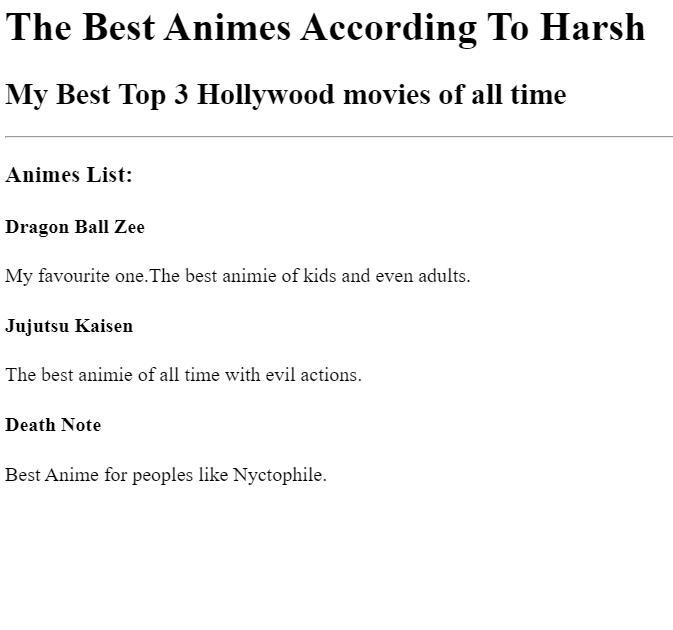 The Best Animes According To Harsh
My Best Top 3 Hollywood movies of all time
Animes List:
Dragon Ball Zee
My favourite one.The best animie of kids and even adults.
Jujutsu Kaisen
The best animie of all time with evil actions.
Death Note
Best Anime for peoples like Nyctophile.